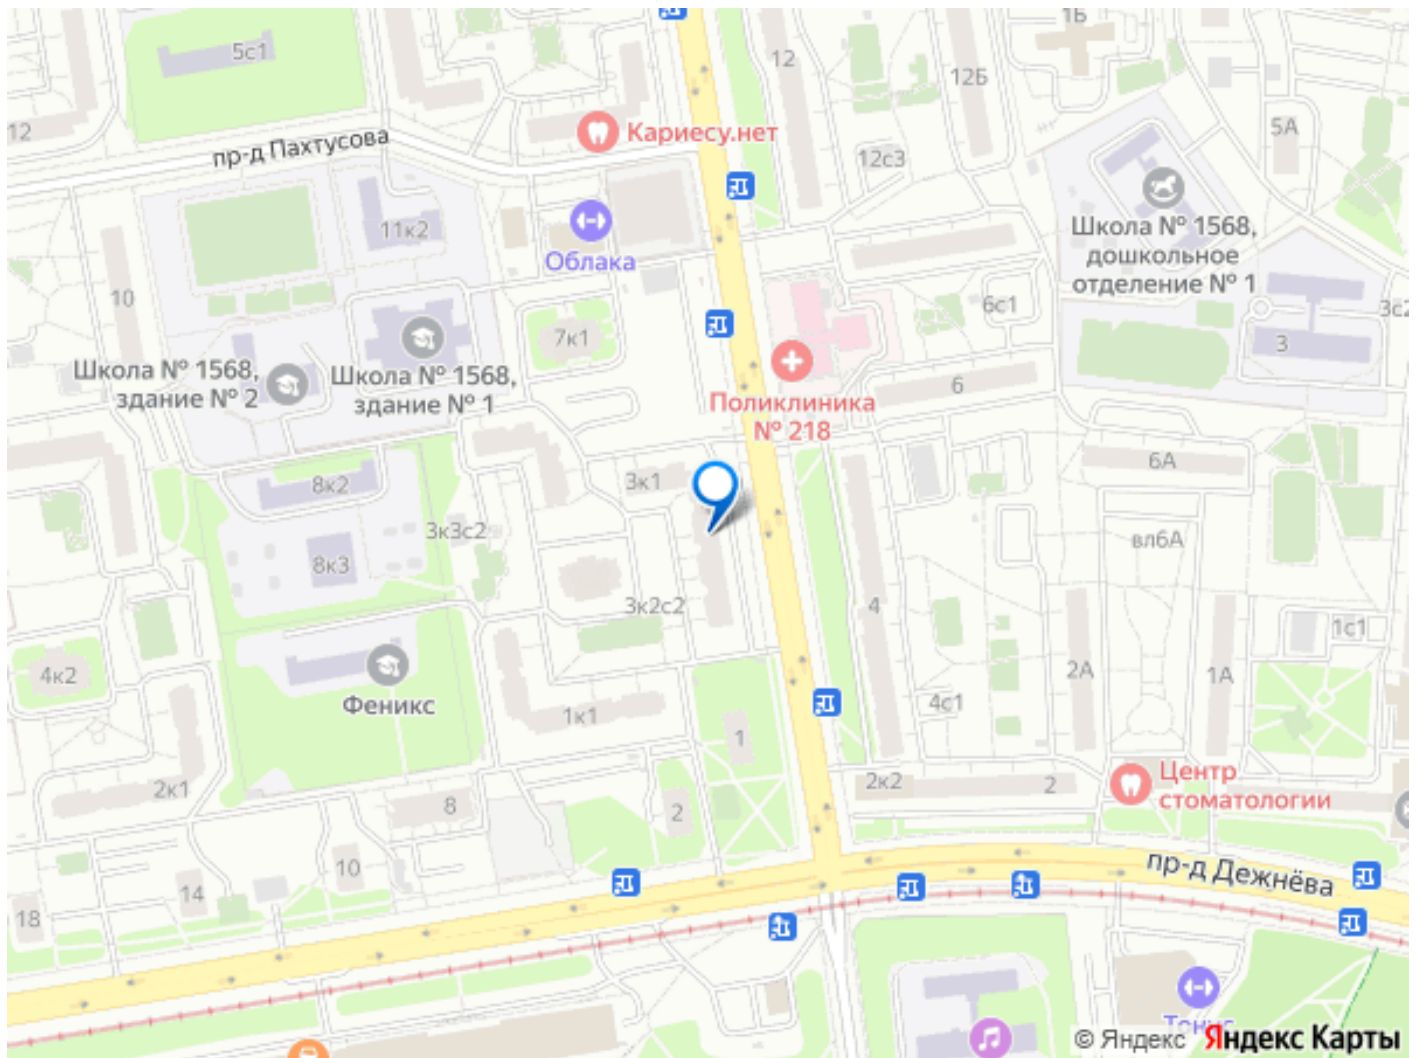 1Б
5с1
12
12Б
12
пр-д Пахтусова
Кариесу.нет
5А
12с3
11к2
Облака
Школа № 1568,
дошкольное
отделение № 1
10
6с1
3с2
7к1
3
Школа № 1568,
здание № 2
Школа № 1568,
здание № 1
6
Поликлиника
№ 218
6А
3к1
8к2
3к3с2
вл6А
8к3
3к2с2
4
1с1
4к2
2А
1А
Феникс
4с1
1к1
1
2к1
8
2
2к2
2
Центр
стоматологии
10
14
18
пр-д Дежнёва
Тонус
© Яндекс Яндекс Карты